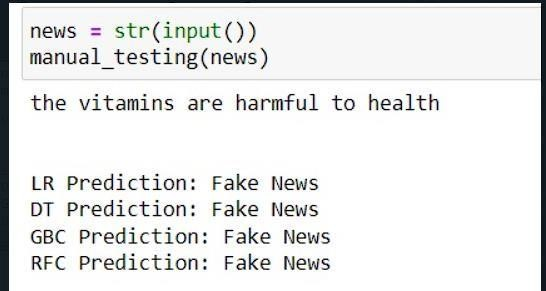 news = str(input())
manual_testing(news)
the vitamins are harmful to health
LR Prediction: Fake News
DT Prediction: Fake News
GBC Prediction: Fake News
RFC Prediction: Fake News